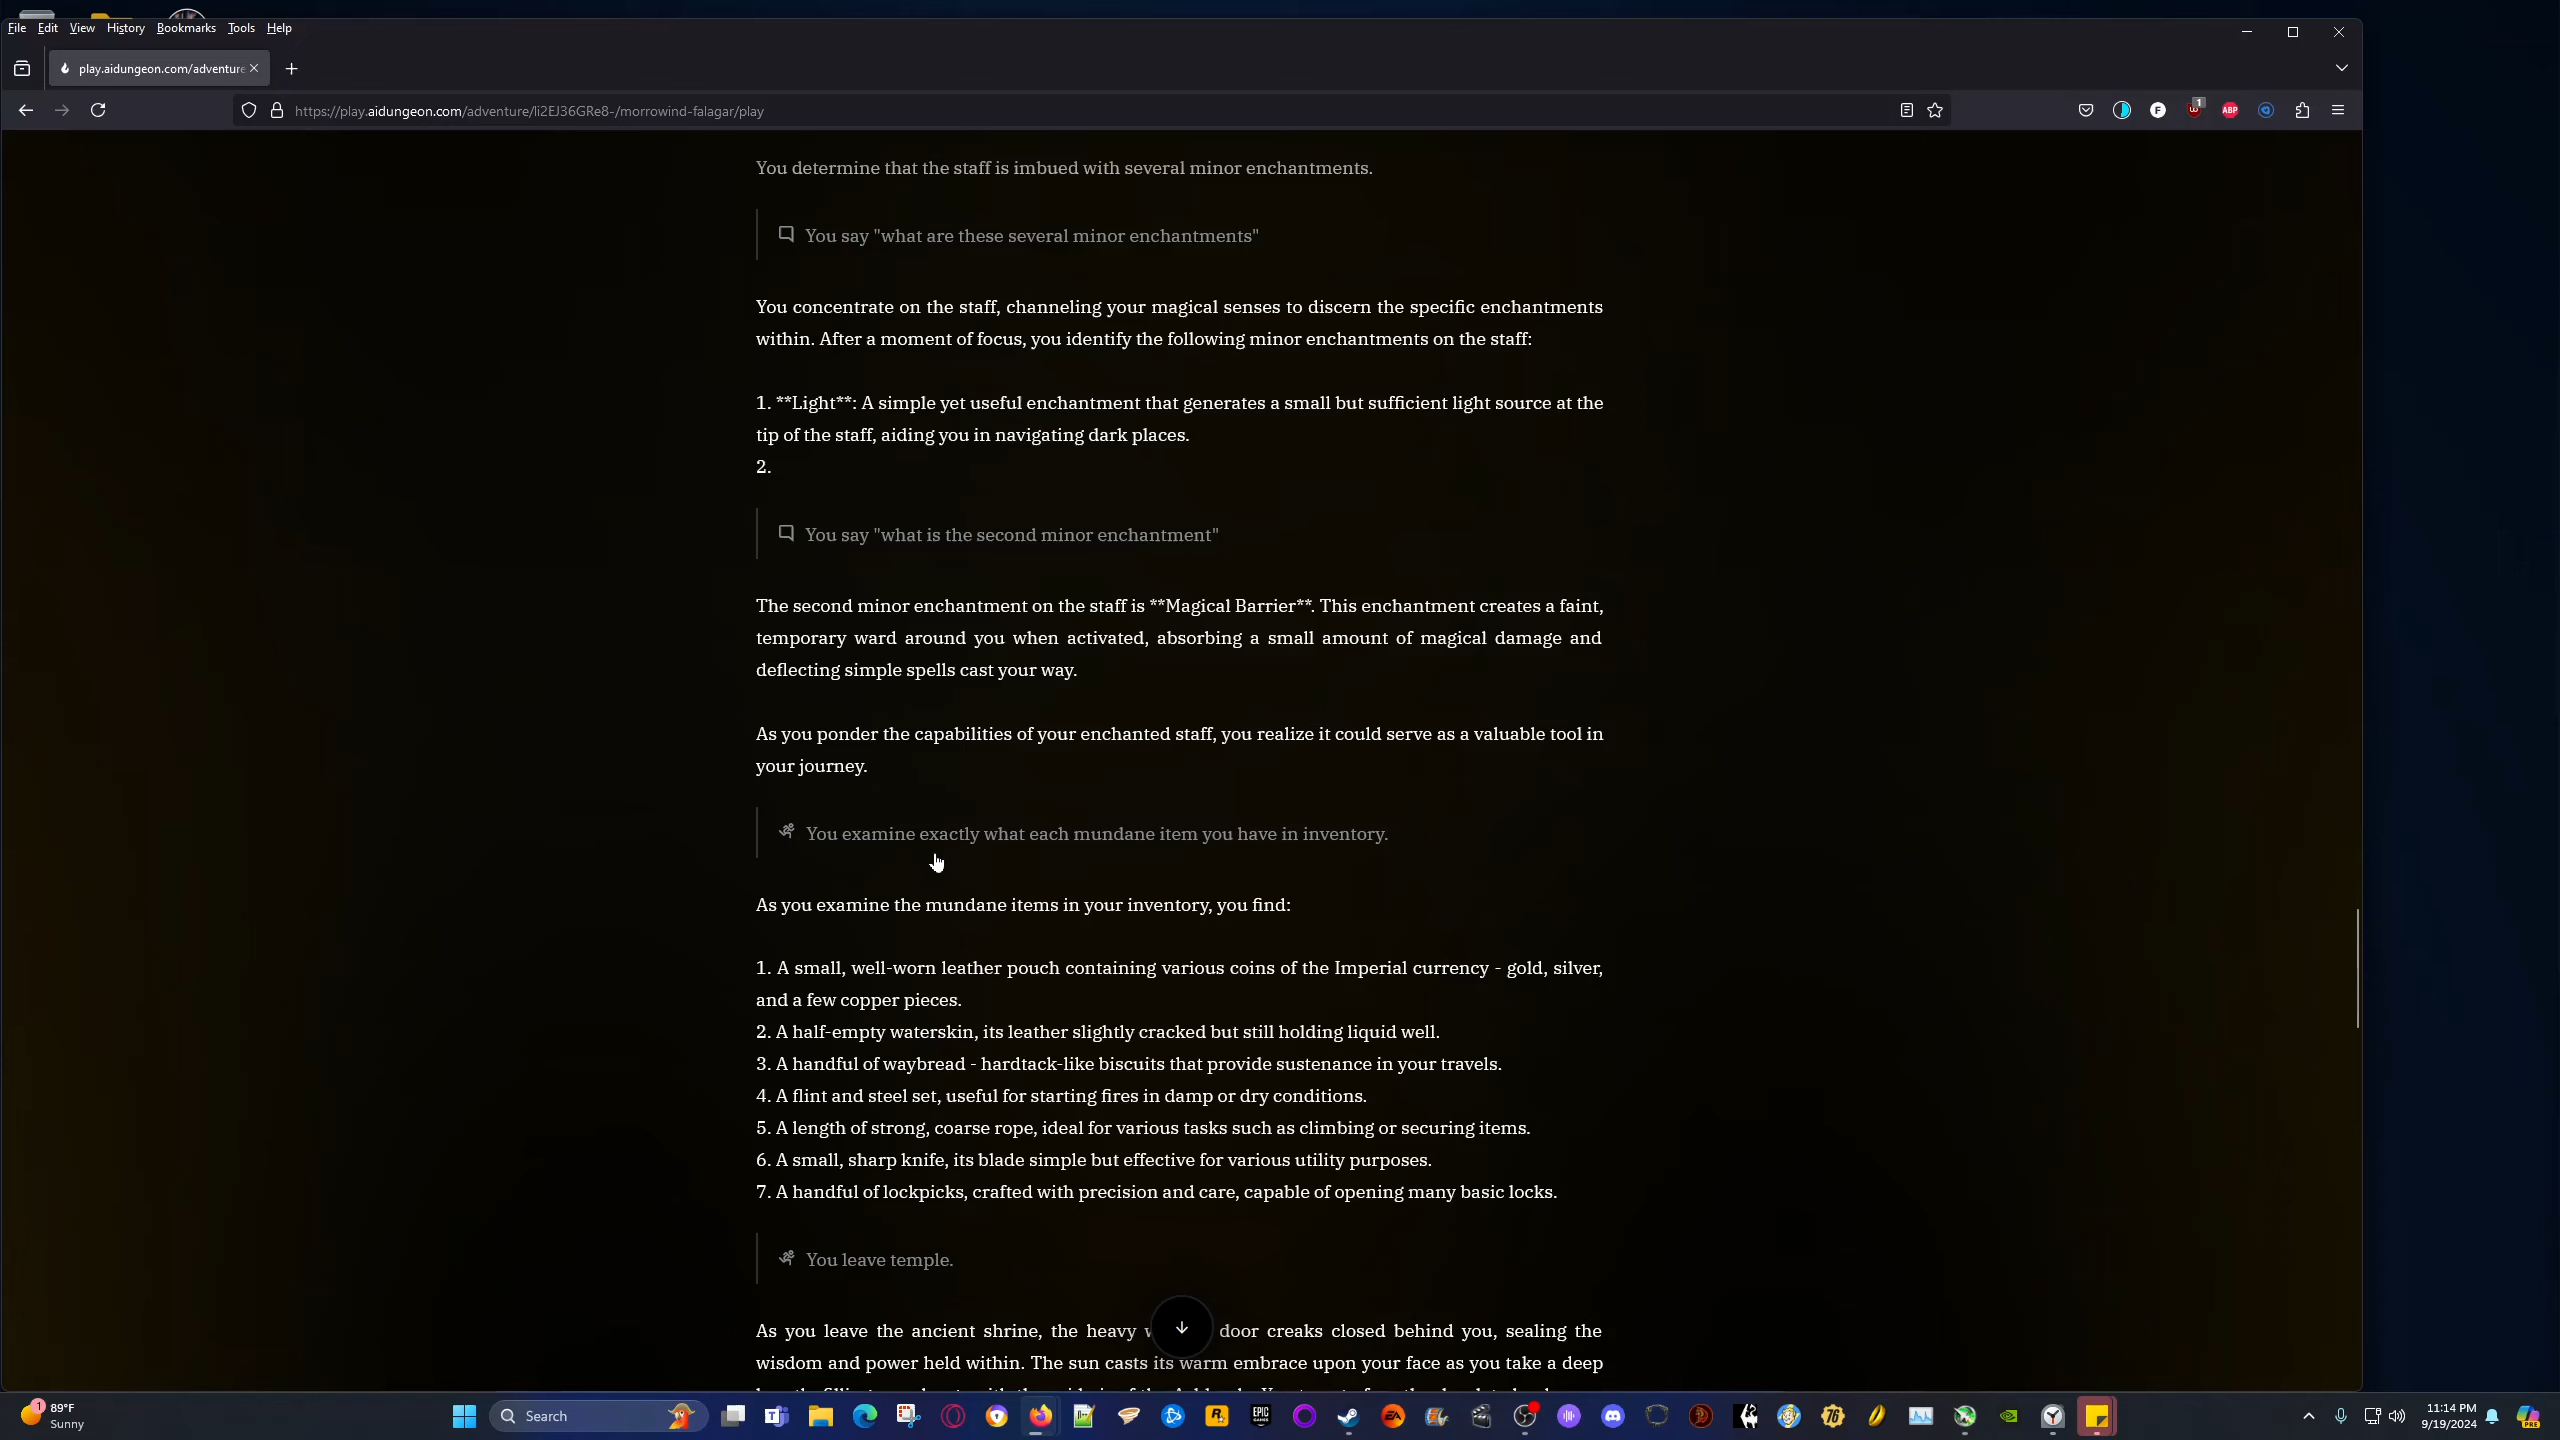 File Edit View History Bookmarks Tools Help
play.aidungeon.com/adventure
https://play.aidungeon.com/adventure/li2EJ36GRe8-/morrowind-falagar/play
1
ABP
You determine that the staff is imbued with several minor enchantments.
You say "what are these several minor enchantments"
You concentrate on the staff, channeling your magical senses to discern the specific enchantments
within. After a moment of focus, you identify the following minor enchantments on the staff:
1. **Light**: A simple yet useful enchantment that generates a small but sufficient light source at the
tip of the staff, aiding you in navigating dark places.
2.
You say "what is the second minor enchantment"
The second minor enchantment on the staff is **Magical Barrier**. This enchantment creates a faint,
temporary ward around you when activated, absorbing a small amount of magical damage and
deflecting simple spells cast your way.
As you ponder the capabilities of your enchanted staff, you realize it could serve as a valuable tool in
your journey.
You examine exactly what each mundane item you have in inventory.
As you examine the mundane items in your inventory, you find:
1. A small, well-worn leather pouch containing various coins of the Imperial currency - gold, silver,
and a few copper pieces.
2. A half-empty waterskin, its leather slightly cracked but still holding liquid well.
3. A handful of waybread - hardtack-like biscuits that provide sustenance in your travels.
4. A flint and steel set, useful for starting fires in damp or dry conditions.
5. A length of strong, coarse rope, ideal for various tasks such as climbing or securing items.
6. A small, sharp knife, its blade simple but effective for various utility purposes.
7. A handful of lockpicks, crafted with precision and care, capable of opening many basic locks.
You leave temple.
As you leave the ancient shrine, the heavy door creaks closed behind you, sealing the
wisdom and power held within. The sun casts its warm embrace upon your face as you take a deep
1
89°F
Sunny
Search
11:14 PM
9/19/2024